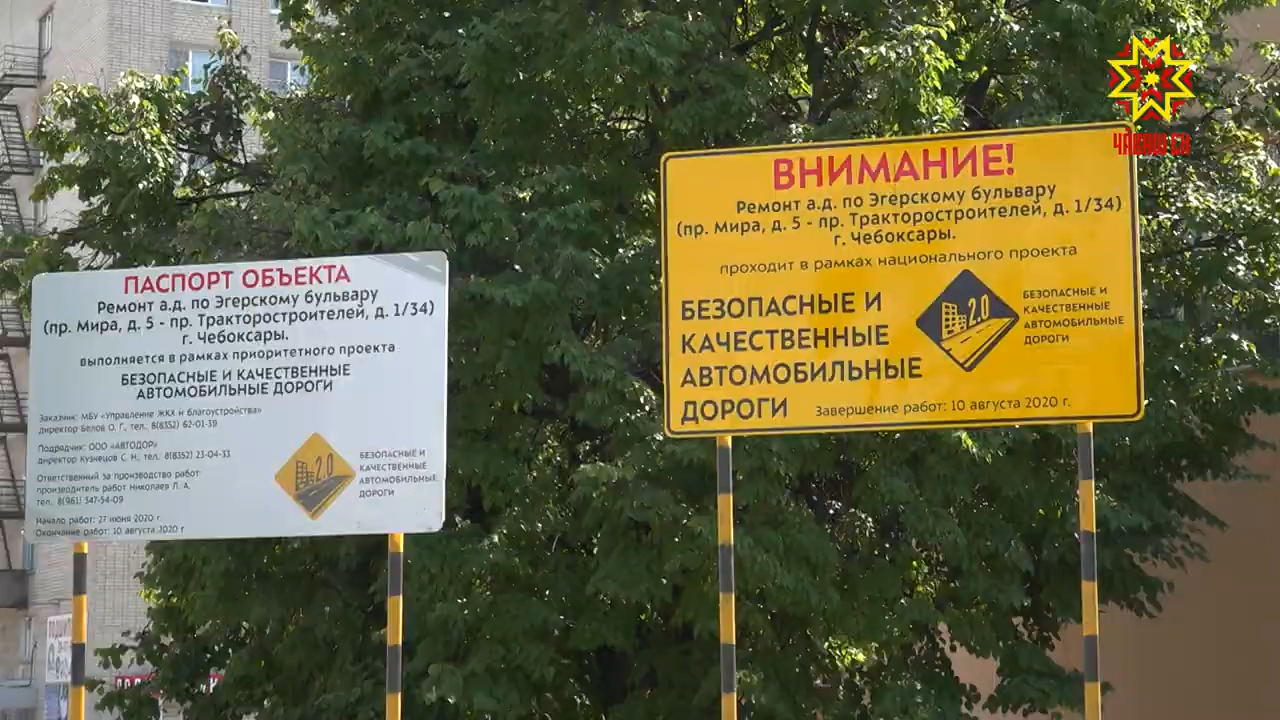 ПАСПОРТ ОБЪЕКТА
Ремонт а.д. по Эгерскому бульвару
(пр. Мира, д. 5 - пр. Тракторостроителей, д. 1/34)
г. Чебоксары.
выполняется в рамках приоритетного проекта
БЕЗОПАСНЫЕ И КАЧЕСТВЕННЫЕ
АВТОМОБИЛЬНЫЕ ДОРОГИ
Заказчик: МБУ «Управление ЖКХ и благоустройства»
директор Белов О. Г., тел.: 8(8352) 62-01-39
Подрядчик: ООО «АВТОДОР»
директор Кузнецов С. Н., тел.: 8(8352) 23-04-33
Ответственный за производство работ:
производитель работ Николаев Л. А.
тел.: 8(961) 347-54-09
Начало работ: 27 июня 2020 г.
Окончание работ: 10 августа 2020 г.
2.0
БЕЗОПАСНЫЕ И
КАЧЕСТВЕННЫЕ
АВТОМОБИЛЬНЫЕ
ДОРОГИ
ВНИМАНИЕ!
Ремонт а.д. по Эгерскому бульвару
(пр. Мира, д. 5 - пр. Тракторостроителей, д. 1/34)
г. Чебоксары.
проходит в рамках национального проекта
БЕЗОПАСНЫЕ И
КАЧЕСТВЕННЫЕ
АВТОМОБИЛЬНЫЕ
ДОРОГИ
2.0
БЕЗОПАСНЫЕ И
КАЧЕСТВЕННЫЕ
АВТОМОБИЛЬНЫЕ
ДОРОГИ
Завершение работ: 10 августа 2020 г.
ЧӐВАШ ЕН